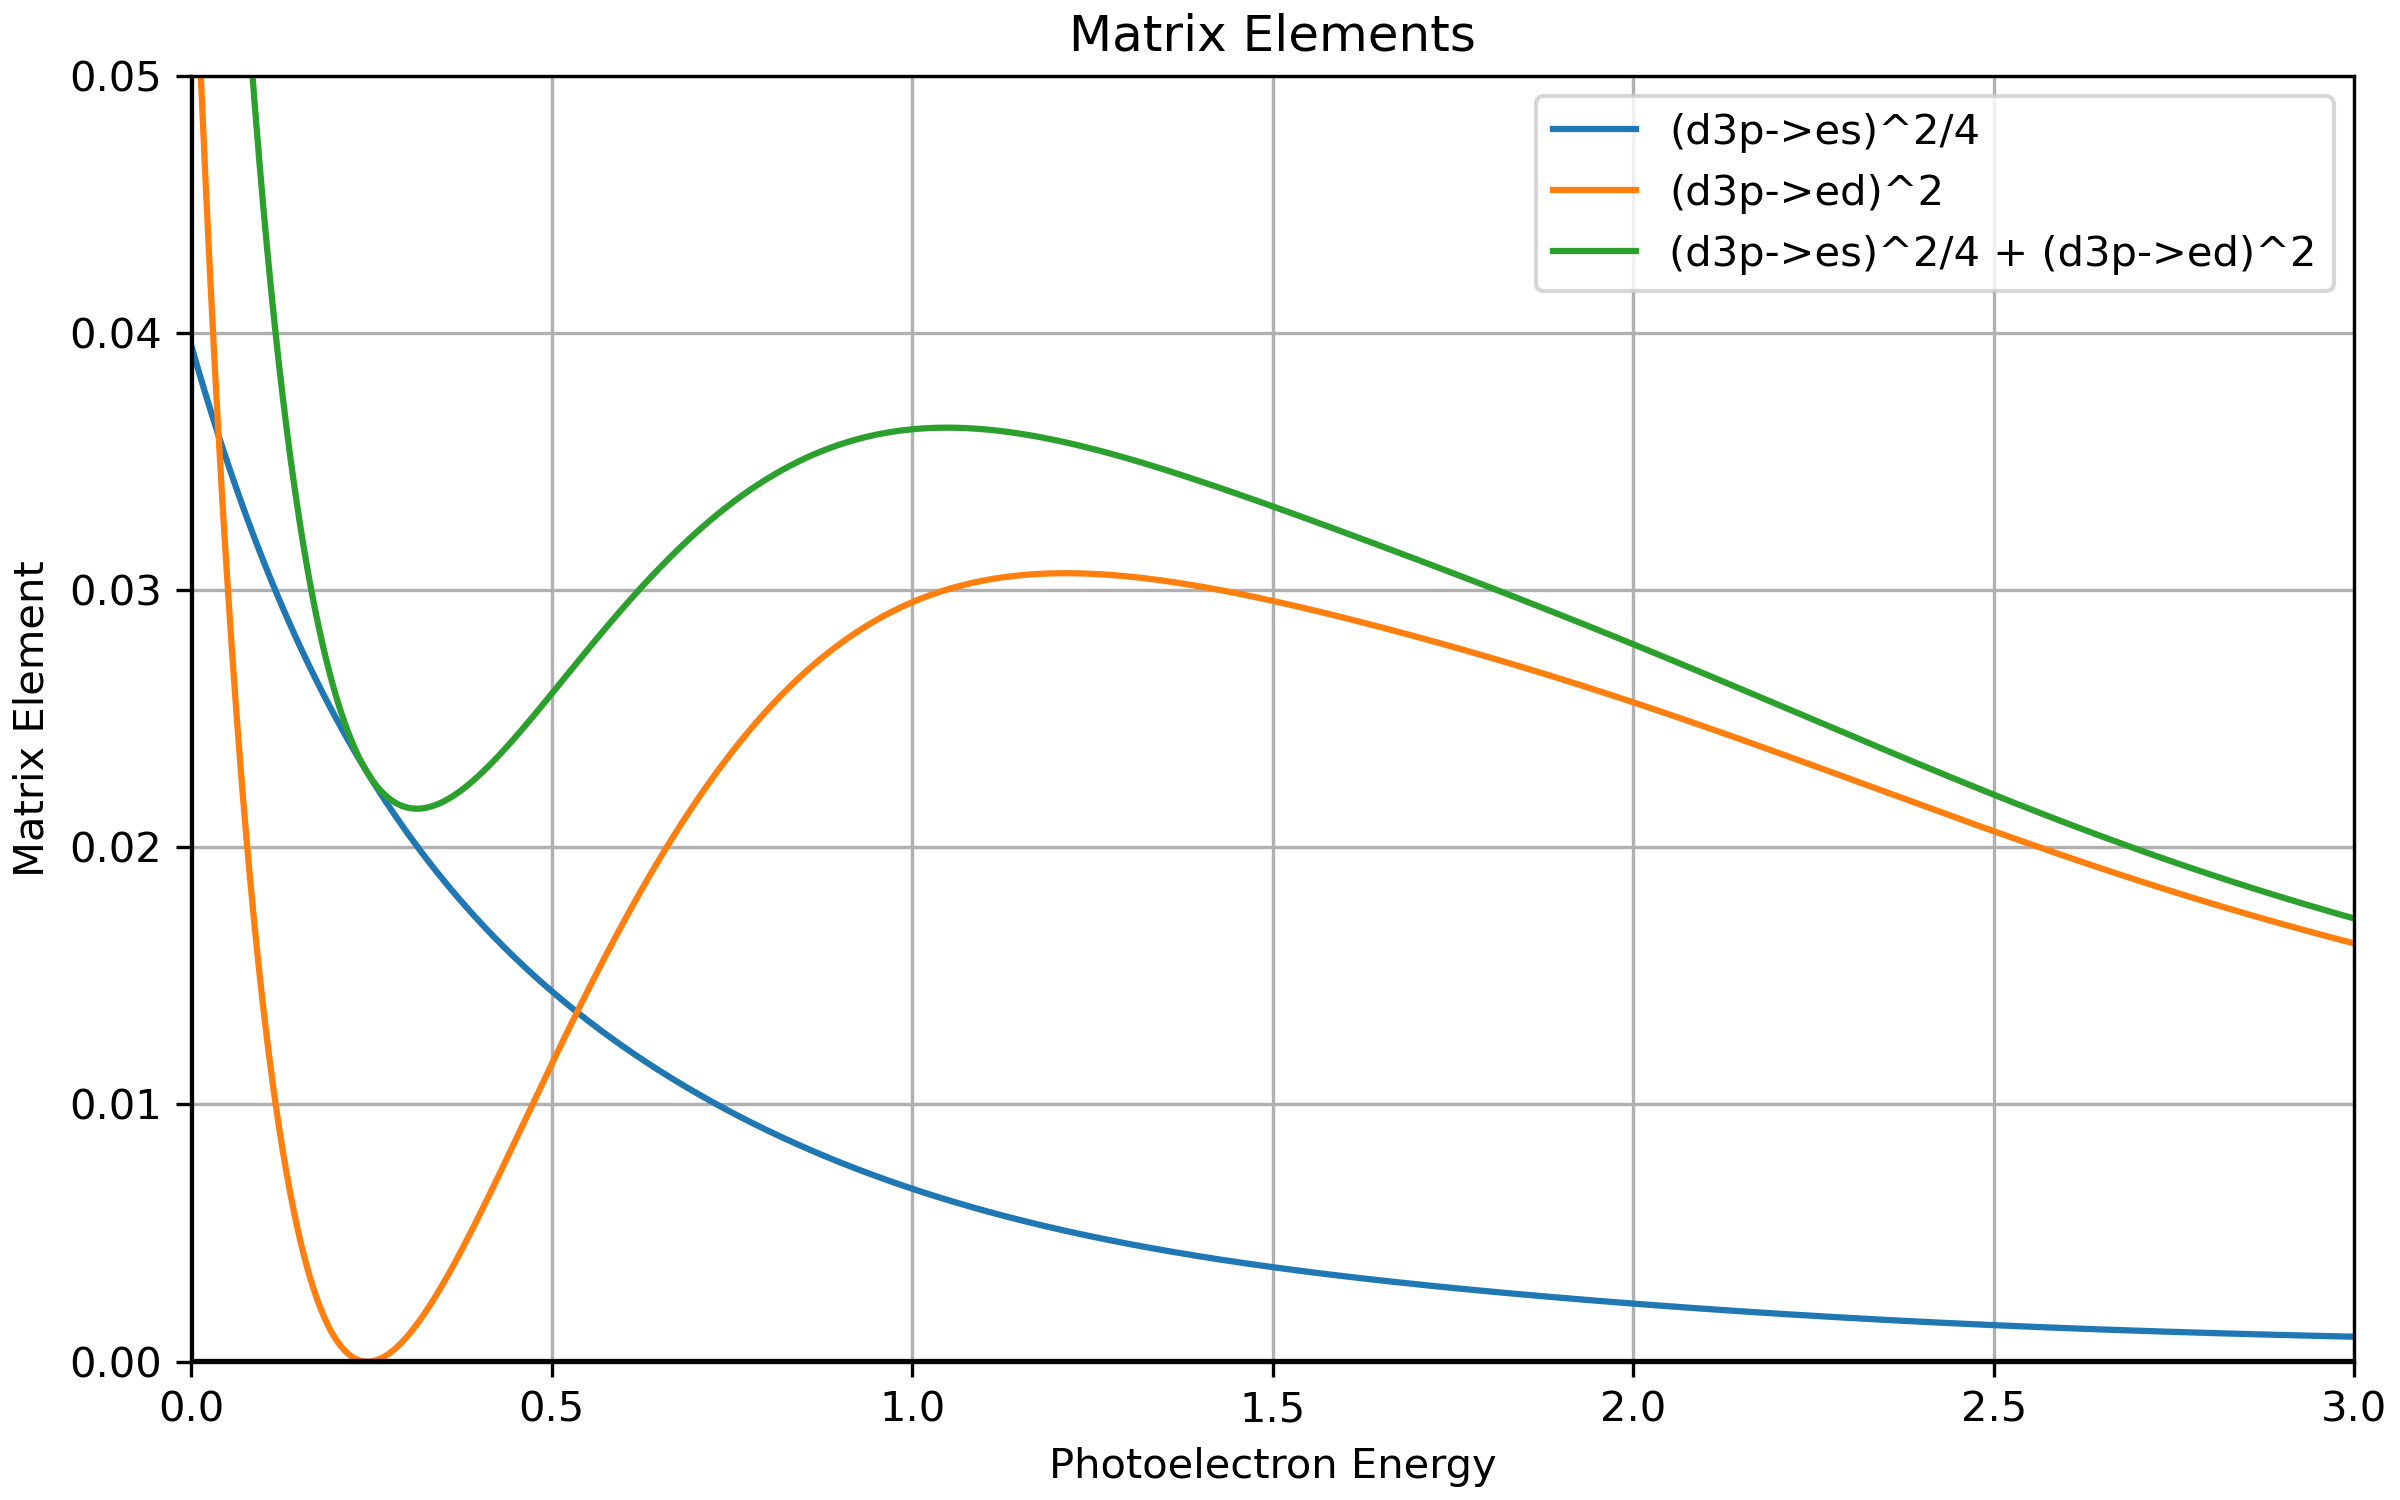 Matrix Elements
0.05
0.04
0.03
0.02
0.01
0.00
Matrix Element
(d3p->es)^2/4
(d3p->ed)^2
(d3p->es)^2/4 + (d3p->ed)^2
0.0 0.5 1.0 1.5 2.0 2.5 3.0
Photoelectron Energy